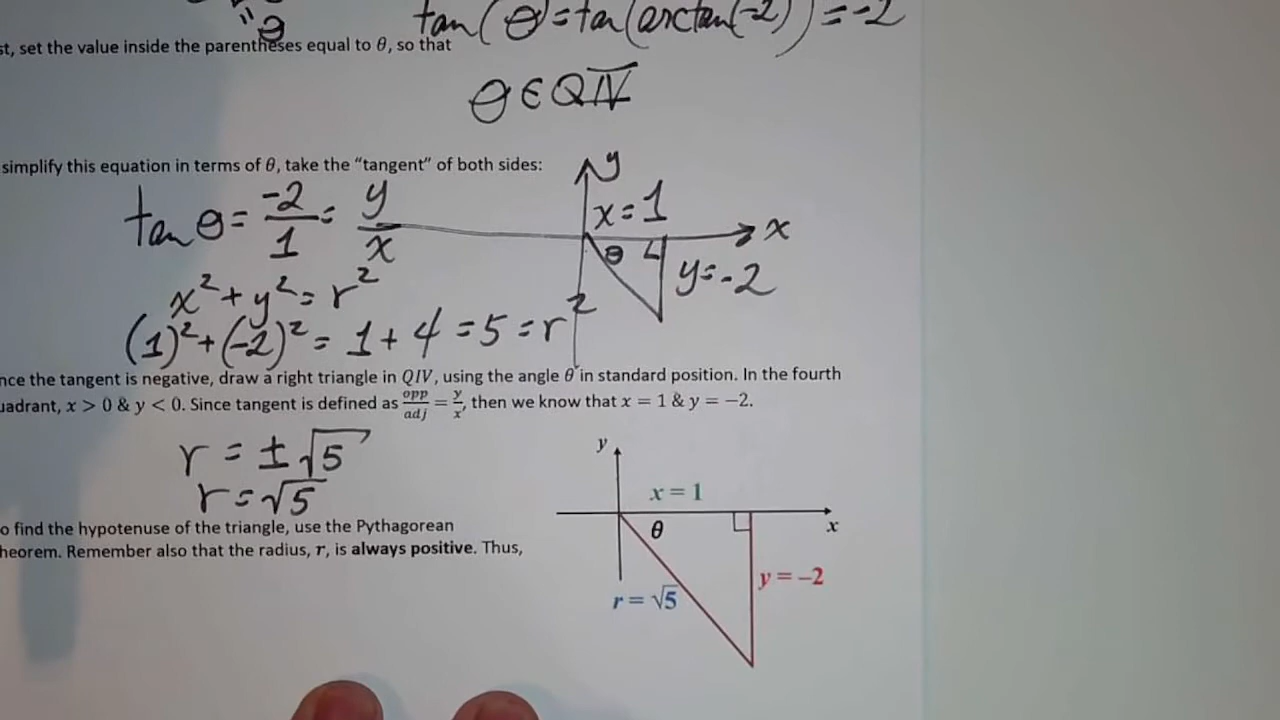 "θ
tan(θ)=tan(arctan(-2))=-2
st, set the value inside the parentheses equal to θ, so that
θ∈QIV
simplify this equation in terms of θ, take the “tangent” of both sides:
tan θ = -2/1 = y/x
y
x=1
x
θ
y=-2
x²+y²=r²
(1)²+(-2)²=1+4=5=r²
nce the tangent is negative, draw a right triangle in QIV, using the angle θ in standard position. In the fourth
uadrant, x > 0 & y < 0. Since tangent is defined as opp/adj = y/x, then we know that x = 1 & y = −2.
r=±√5
r=√5
y
x = 1
θ
x
o find the hypotenuse of the triangle, use the Pythagorean
heorem. Remember also that the radius, r, is always positive. Thus,
y = −2
r = √5